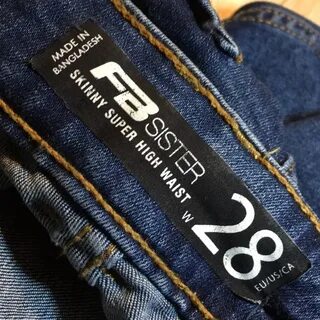 MADE IN
BANGLADESH
FB SISTER
SKINNY SUPER HIGH WAIST
W 28
EU/US/CA